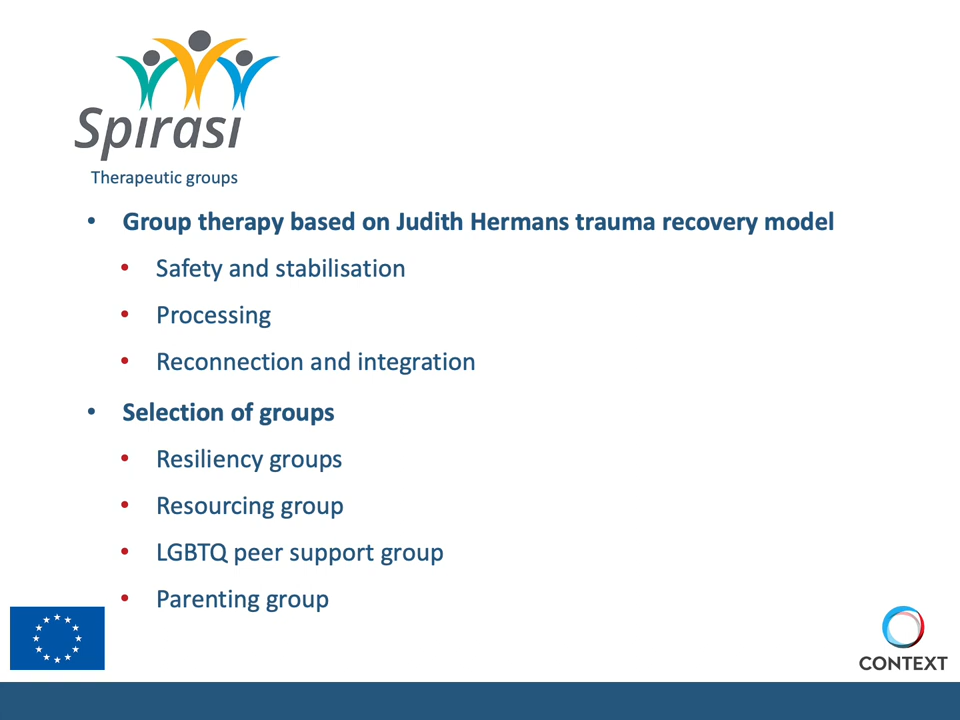 Spirasi
Therapeutic groups
• Group therapy based on Judith Hermans trauma recovery model
• Safety and stabilisation
• Processing
• Reconnection and integration
• Selection of groups
• Resiliency groups
• Resourcing group
• LGBTQ peer support group
• Parenting group
CONTEXT